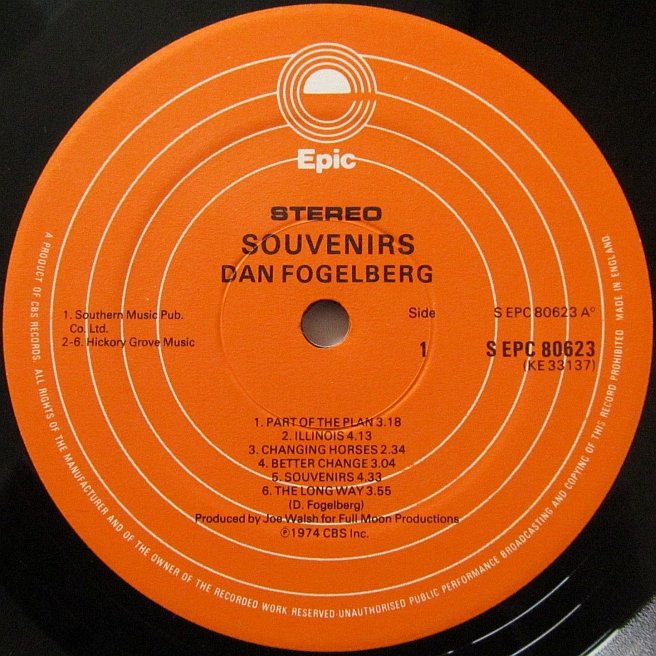 Epic
STEREO
SOUVENIRS
DAN FOGELBERG
1. Southern Music Pub.
Co. Ltd.
2-6. Hickory Grove Music
Side
1
S EPC 80623 A°
S EPC 80623
(KE 33137)
1. PART OF THE PLAN 3.18
2. ILLINOIS 4.13
3. CHANGING HORSES 2.34
4. BETTER CHANGE 3.04
5. SOUVENIRS 4.33
6. THE LONG WAY 3.55
(D. Fogelberg)
Produced by Joe Walsh for Full Moon Productions
℗1974 CBS Inc.
A PRODUCT OF CBS RECORDS. ALL RIGHTS OF THE MANUFACTURER AND OF THE OWNER OF THE RECORDED WORK RESERVED·UNAUTHORISED PUBLIC PERFORMANCE BROADCASTING AND COPYING OF THIS RECORD PROHIBITED MADE IN ENGLAND.